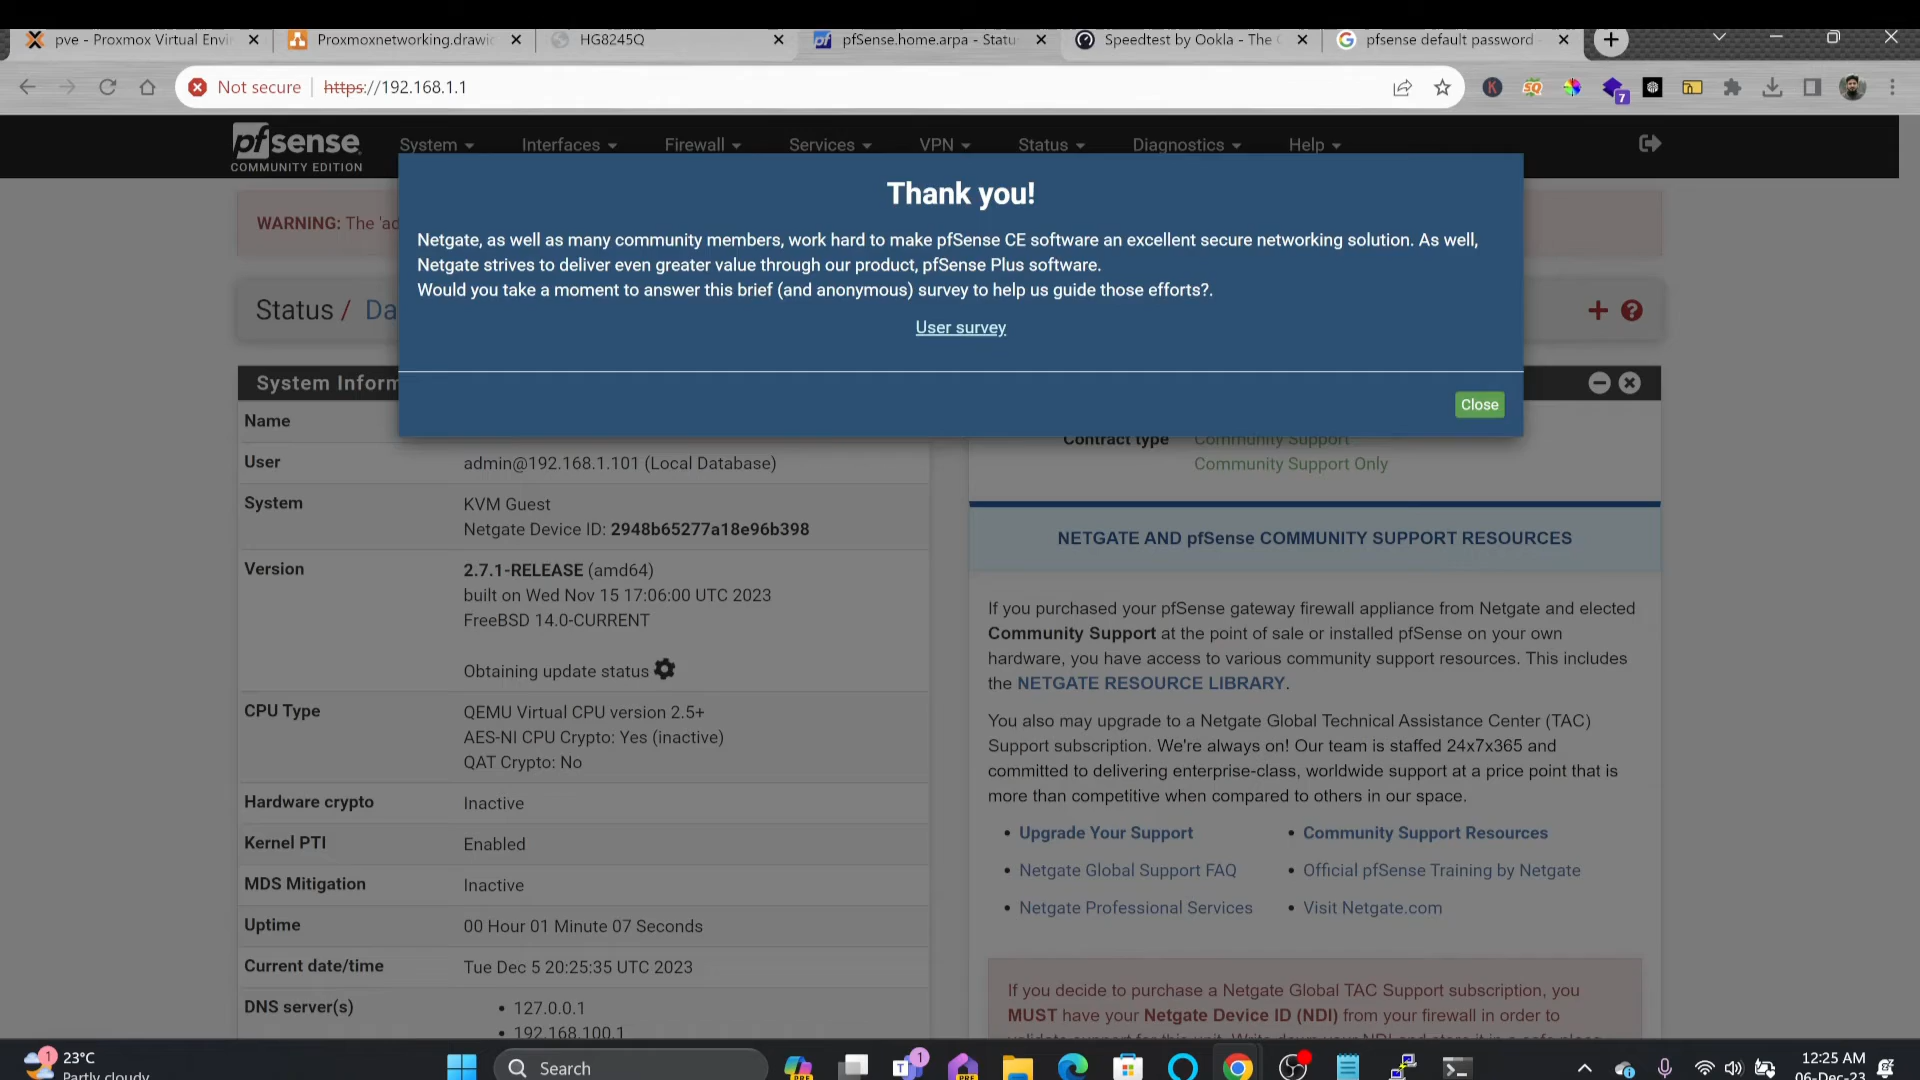 pve - Proxmox Virtual Envi
Proxmoxnetworking.drawio
HG8245Q
pfSense.home.arpa - Statu
Speedtest by Ookla - The
pfsense default password
Not secure
https://192.168.1.1
K
SQ
7
pfsense
COMMUNITY EDITION
System
Interfaces
Firewall
Services
VPN
Status
Diagnostics
Help
WARNING: The 'ad
Thank you!
Netgate, as well as many community members, work hard to make pfSense CE software an excellent secure networking solution. As well,
Netgate strives to deliver even greater value through our product, pfSense Plus software.
Would you take a moment to answer this brief (and anonymous) survey to help us guide those efforts?.
User survey
Close
Status / Da
System Inform
Name
User
admin@192.168.1.101 (Local Database)
System
KVM Guest
Netgate Device ID: 2948b65277a18e96b398
Version
2.7.1-RELEASE (amd64)
built on Wed Nov 15 17:06:00 UTC 2023
FreeBSD 14.0-CURRENT
Obtaining update status
CPU Type
QEMU Virtual CPU version 2.5+
AES-NI CPU Crypto: Yes (inactive)
QAT Crypto: No
Hardware crypto
Inactive
Kernel PTI
Enabled
MDS Mitigation
Inactive
Uptime
00 Hour 01 Minute 07 Seconds
Current date/time
Tue Dec 5 20:25:35 UTC 2023
DNS server(s)
127.0.0.1
192.168.100.1
Contract type
Community Support
Community Support Only
NETGATE AND pfSense COMMUNITY SUPPORT RESOURCES
If you purchased your pfSense gateway firewall appliance from Netgate and elected
Community Support at the point of sale or installed pfSense on your own
hardware, you have access to various community support resources. This includes
the NETGATE RESOURCE LIBRARY.
You also may upgrade to a Netgate Global Technical Assistance Center (TAC)
Support subscription. We're always on! Our team is staffed 24x7x365 and
committed to delivering enterprise-class, worldwide support at a price point that is
more than competitive when compared to others in our space.
Upgrade Your Support
Community Support Resources
Netgate Global Support FAQ
Official pfSense Training by Netgate
Netgate Professional Services
Visit Netgate.com
If you decide to purchase a Netgate Global TAC Support subscription, you
MUST have your Netgate Device ID (NDI) from your firewall in order to
1
23°C
Partly cloudy
Search
PRE
1
PRE
12:25 AM
06-Dec-23